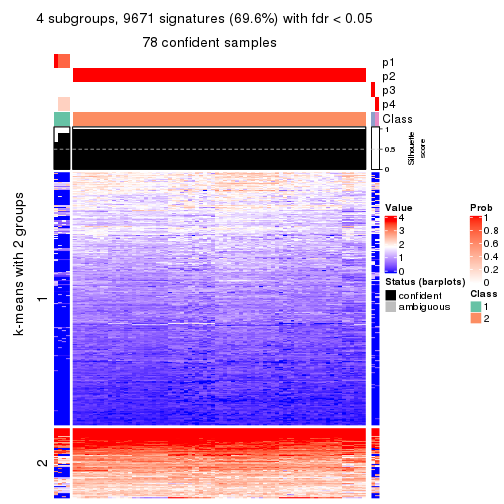 4 subgroups, 9671 signatures (69.6%) with fdr < 0.05
78 confident samples
p1
p2
p3
p4
Class
1
0.5
0
Silhouette
score
k-means with 2 groups
1
2
Value
4
3
2
1
0
Status (barplots)
confident
ambiguous
Prob
1
0.8
0.6
0.4
0.2
0
Class
1
2